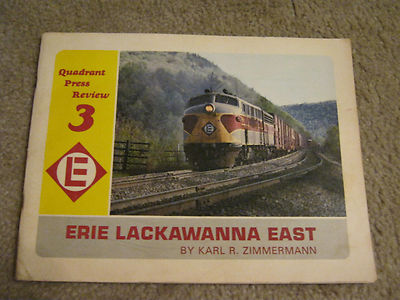 Quadrant
Press
Review
3
E
ERIE LACKAWANNA EAST
BY KARL R. ZIMMERMANN